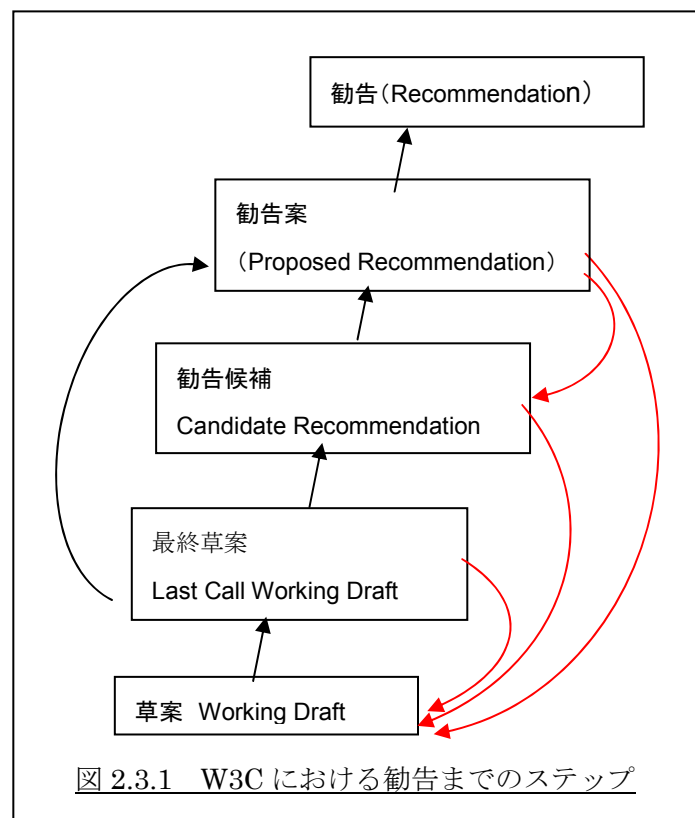 勧告(Recommendation)
勧告案
(Proposed Recommendation)
勧告候補
Candidate Recommendation
最終草案
Last Call Working Draft
草案 Working Draft
図 2.3.1 W3C における勧告までのステップ